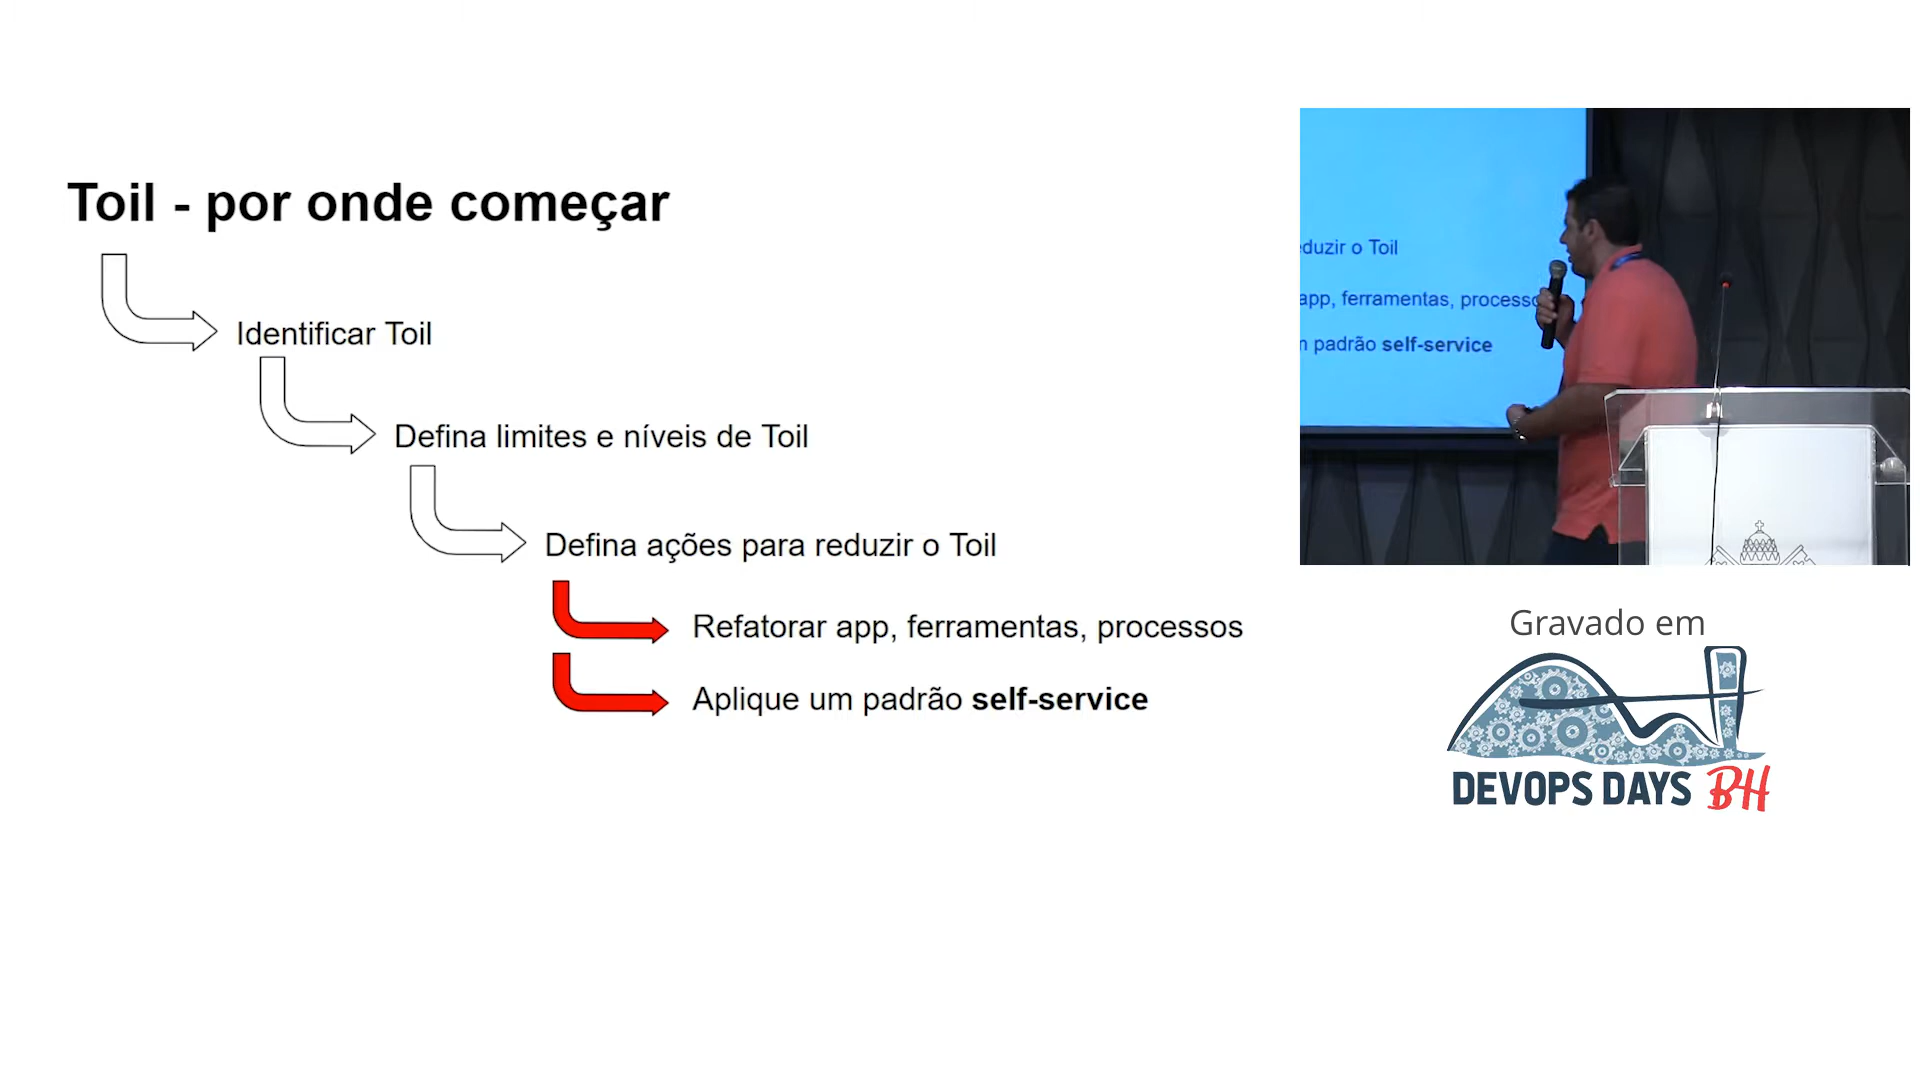 Toil - por onde começar
Identificar Toil
Defina limites e níveis de Toil
Defina ações para reduzir o Toil
Refatorar app, ferramentas, processos
Aplique um padrão self-service
reduzir o Toil
app, ferramentas, processo
padrão self-service
Gravado em
DEVOPS DAYS BH